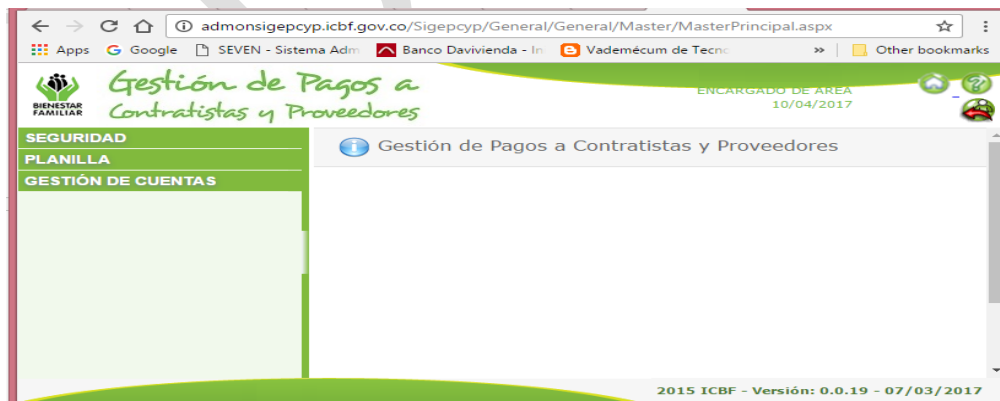 admonsigepcyp.icbf.gov.co/Sigepcyp/General/General/Master/MasterPrincipal.aspx
Apps Google SEVEN - Sistema Adm Banco Davivienda - In Vademécum de Tecno » Other bookmarks
BIENESTAR
FAMILIAR
Gestión de Pagos a
Contratistas y Proveedores
ENCARGADO DE AREA
10/04/2017
SEGURIDAD
PLANILLA
GESTIÓN DE CUENTAS
Gestión de Pagos a Contratistas y Proveedores
2015 ICBF - Versión: 0.0.19 - 07/03/2017